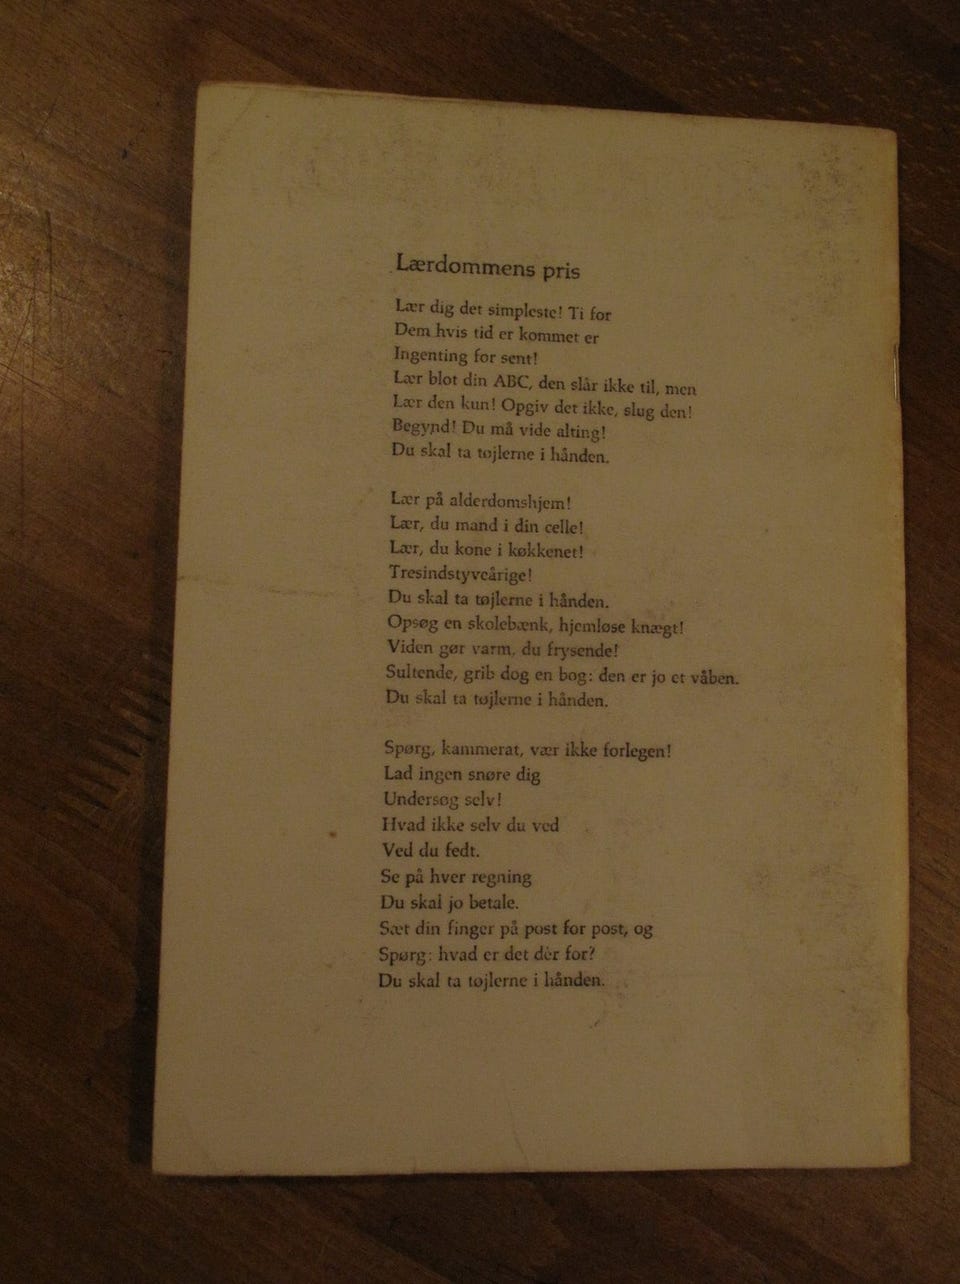 Lærdommens pris
Lær dig det simpleste! Ti for
Dem hvis tid er kommet er
Ingenting for sent!
Lær blot din ABC, den slår ikke til, men
Lær den kun! Opgiv det ikke, slug den!
Begynd! Du må vide alting!
Du skal ta tøjlerne i hånden.
Lær på alderdomshjem!
Lær, du mand i din celle!
Lær, du kone i køkkenet!
Tresindstyveårige!
Du skal ta tøjlerne i hånden.
Opsøg en skolebænk, hjemløse knægt!
Viden gør varm, du frysende!
Sultende, grib dog en bog: den er jo et våben.
Du skal ta tøjlerne i hånden.
Spørg, kammerat, vær ikke forlegen!
Lad ingen snøre dig
Undersøg selv!
Hvad ikke selv du ved
Ved du fedt.
Se på hver regning
Du skal jo betale.
Sæt din finger på post for post, og
Spørg: hvad er det dèr for?
Du skal ta tøjlerne i hånden.